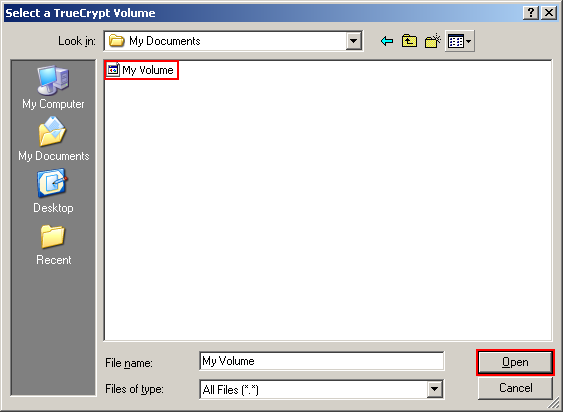 Select a TrueCrypt Volume
Look in: My Documents
My Volume
My Computer
My Documents
Desktop
Recent
File name: My Volume Open
Files of type: All Files (*.*) Cancel